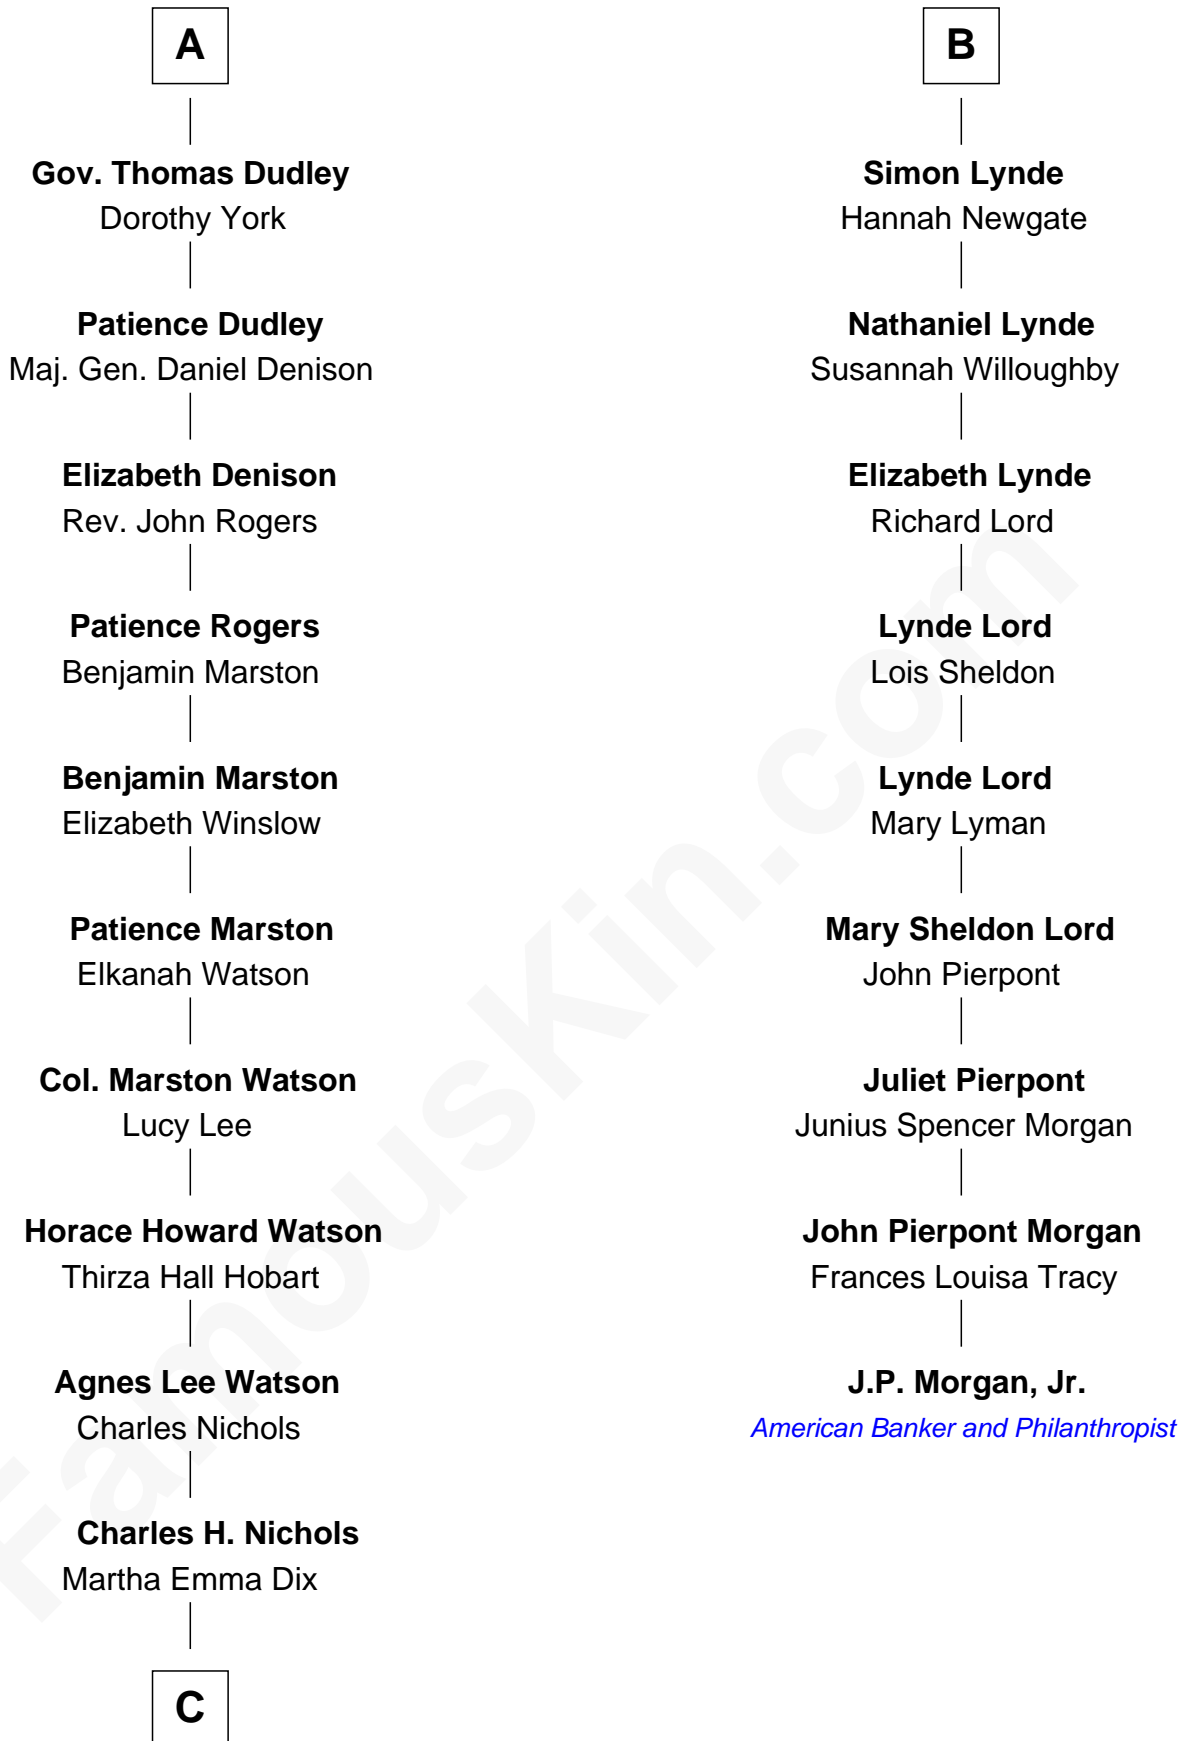 A
Gov. Thomas Dudley
Dorothy York
Patience Dudley
Maj. Gen. Daniel Denison
Elizabeth Denison
Rev. John Rogers
Patience Rogers
Benjamin Marston
Benjamin Marston
Elizabeth Winslow
Patience Marston
Elkanah Watson
Col. Marston Watson
Lucy Lee
Horace Howard Watson
Thirza Hall Hobart
Agnes Lee Watson
Charles Nichols
Charles H. Nichols
Martha Emma Dix
C
B
Simon Lynde
Hannah Newgate
Nathaniel Lynde
Susannah Willoughby
Elizabeth Lynde
Richard Lord
Lynde Lord
Lois Sheldon
Lynde Lord
Mary Lyman
Mary Sheldon Lord
John Pierpont
Juliet Pierpont
Junius Spencer Morgan
John Pierpont Morgan
Frances Louisa Tracy
J.P. Morgan, Jr.
American Banker and Philanthropist
FamousKin.com